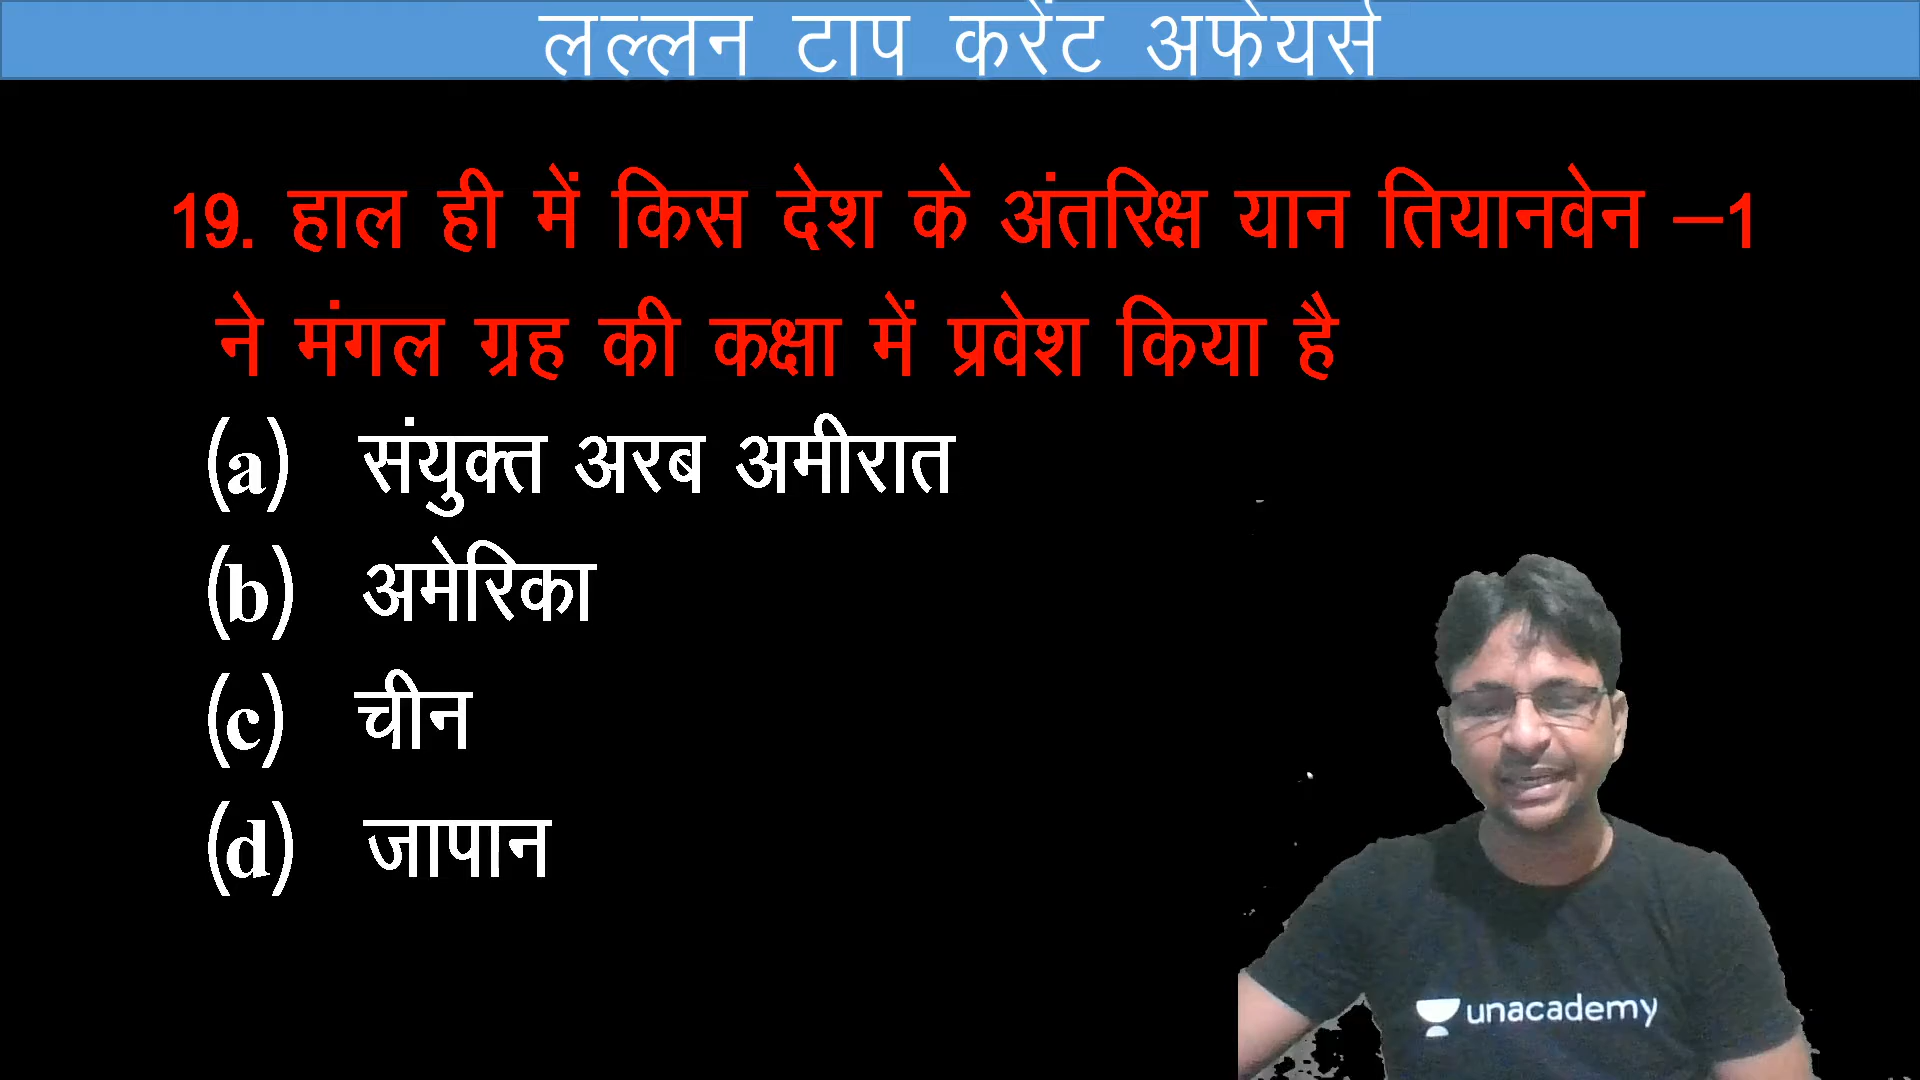 लल्लन टाप करेंट अफेयर्स
19. हाल ही में किस देश के अंतरिक्ष यान तियानवेन –1
ने मंगल ग्रह की कक्षा में प्रवेश किया है
(a) संयुक्त अरब अमीरात
(b) अमेरिका
(c) चीन
(d) जापान
unacademy